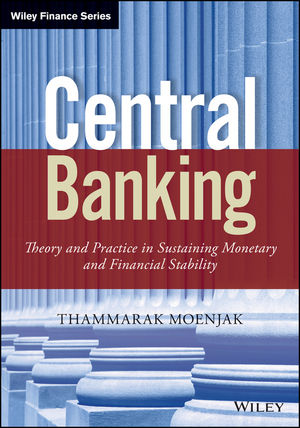 Wiley Finance Series
Central
Banking
Theory and Practice in Sustaining Monetary
and Financial Stability
THAMMARAK MOENJAK
WILEY